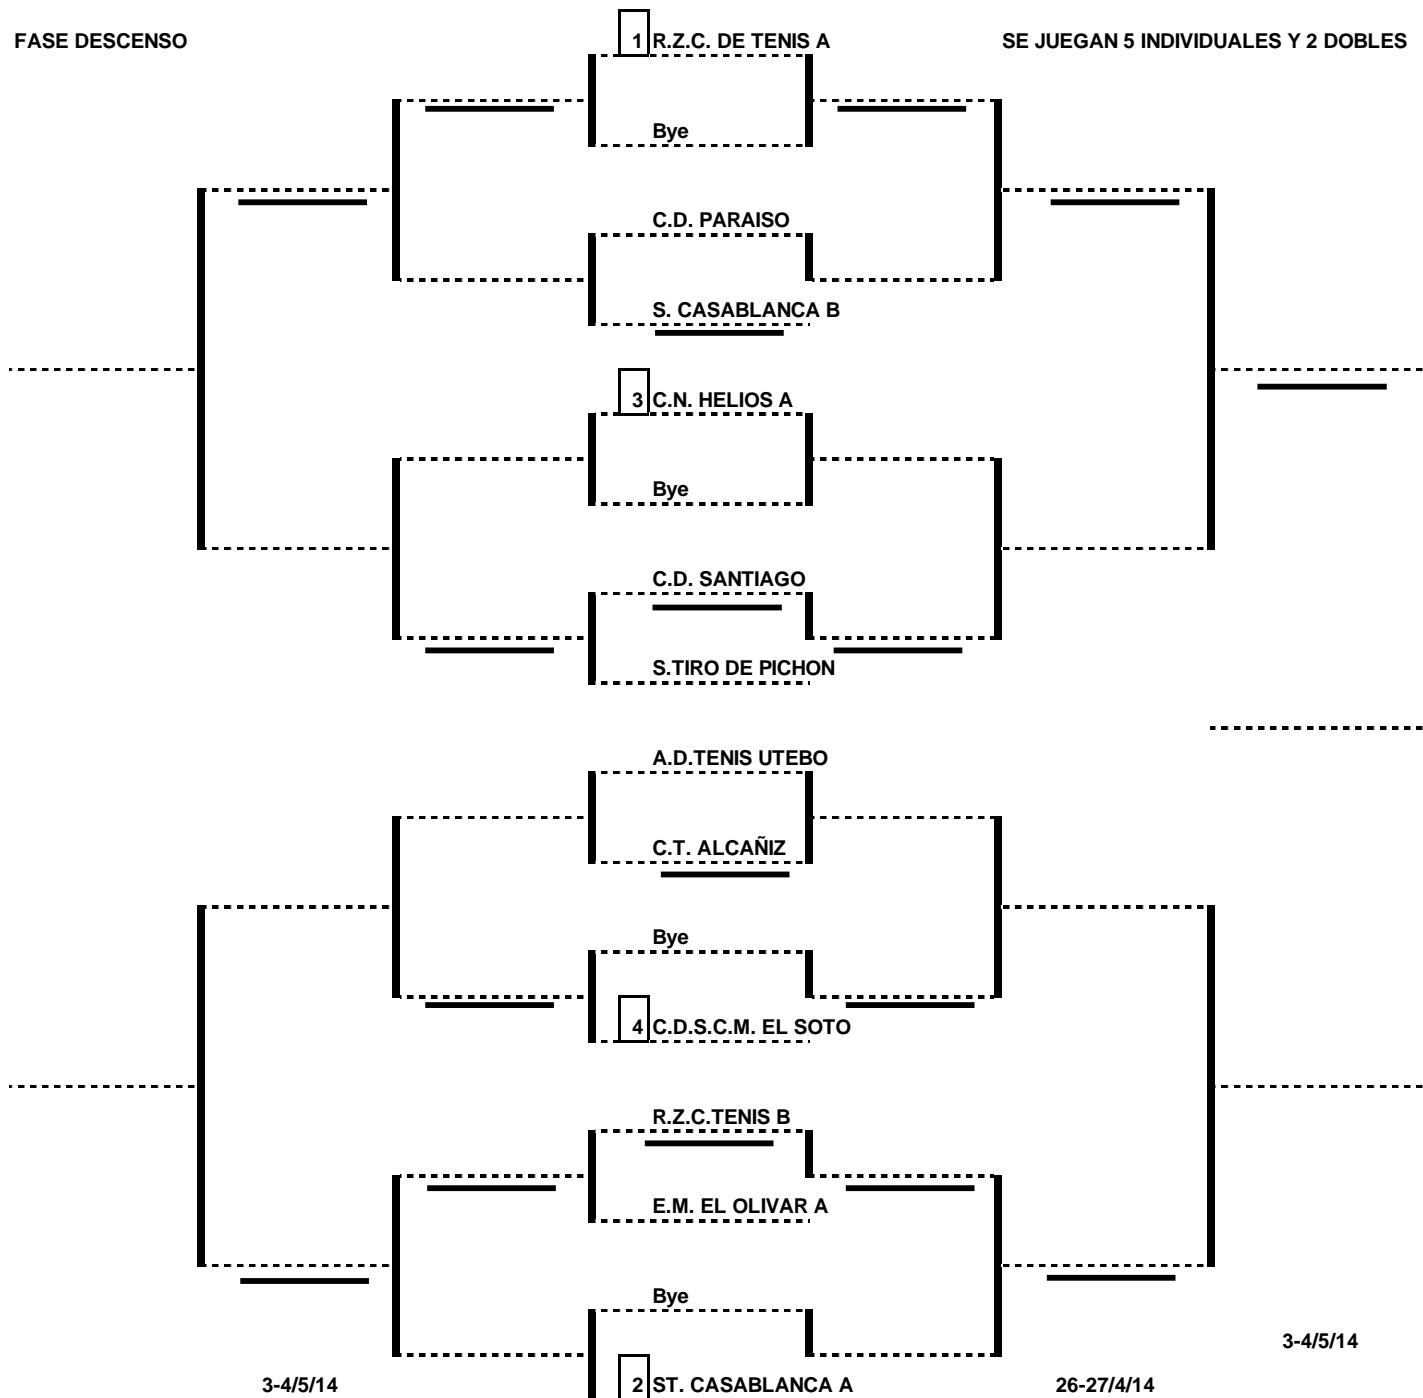 FASE DESCENSO
1 R.Z.C. DE TENIS A
SE JUEGAN 5 INDIVIDUALES Y 2 DOBLES
Bye
C.D. PARAISO
S. CASABLANCA B
3 C.N. HELIOS A
Bye
C.D. SANTIAGO
S.TIRO DE PICHON
A.D.TENIS UTEBO
C.T. ALCAÑIZ
Bye
4 C.D.S.C.M. EL SOTO
R.Z.C.TENIS B
E.M. EL OLIVAR A
Bye
3-4/5/14
3-4/5/14
2 ST. CASABLANCA A
26-27/4/14